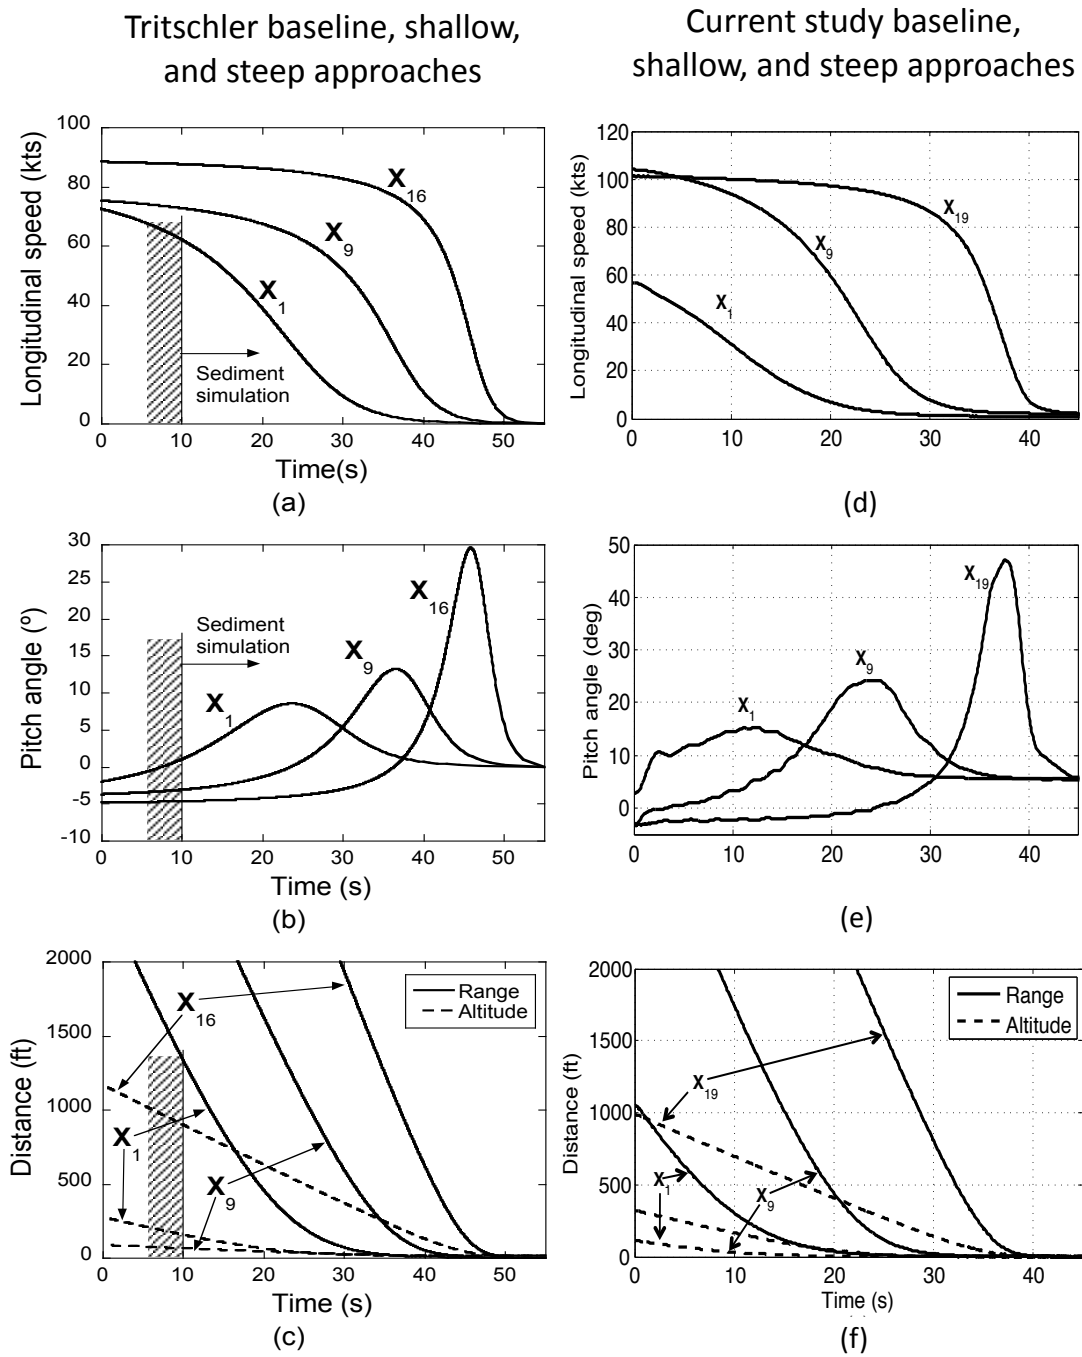 Tritschler baseline, shallow,
and steep approaches
Current study baseline,
shallow, and steep approaches
100
80
60
40
20
0
Longitudinal speed (kts)
X16
X9
X1
Sediment
simulation
0 10 20 30 40 50
Time(s)
(a)
120
100
80
60
40
20
0
Longitudinal speed (kts)
X19
X9
X1
0 10 20 30 40
(d)
30
25
20
15
10
5
0
-5
-10
Pitch angle (º)
Sediment
simulation
X1
X9
X16
0 10 20 30 40 50
Time (s)
(b)
50
40
30
20
10
0
Pitch angle (deg)
X19
X9
X1
0 10 20 30 40
(e)
2000
1500
1000
500
0
Distance (ft)
Range
Altitude
X16
X1
X9
0 10 20 30 40 50
Time (s)
(c)
2000
1500
1000
500
0
Distance (ft)
Range
Altitude
X19
X1
X9
0 10 20 30 40
Time (s)
(f)